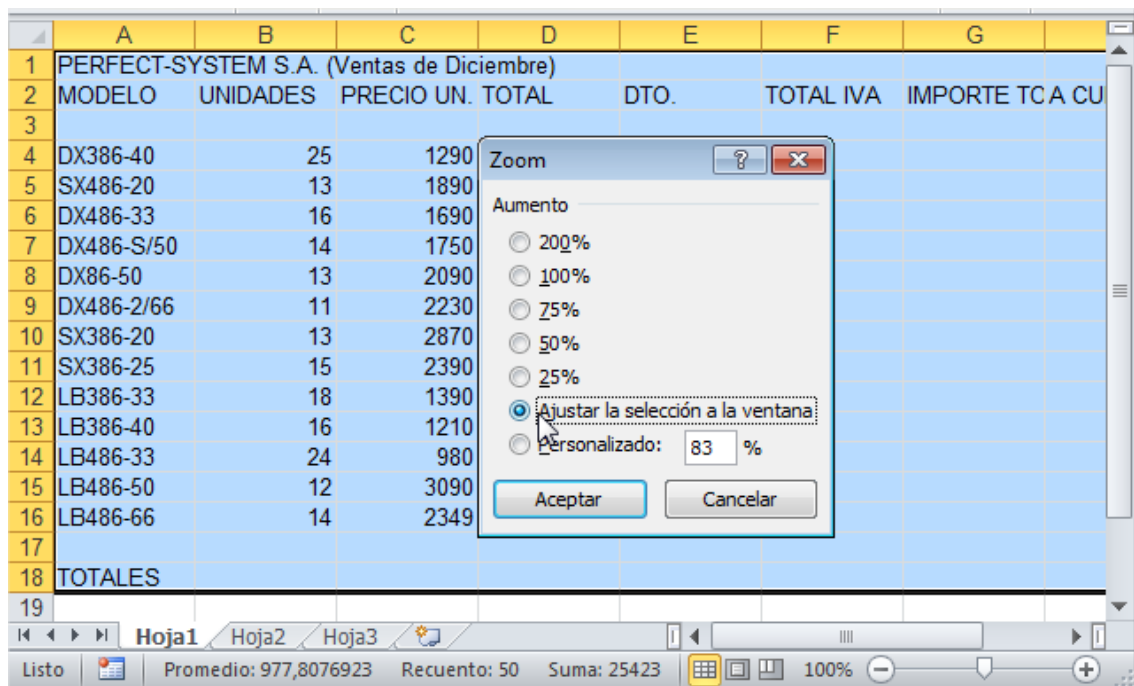 A B C D E F G
1 PERFECT-SYSTEM S.A. (Ventas de Diciembre)
2 MODELO UNIDADES PRECIO UN. TOTAL DTO. TOTAL IVA IMPORTE TO A CU
3
4 DX386-40 25 1290
5 SX486-20 13 1890
6 DX486-33 16 1690
7 DX486-S/50 14 1750
8 DX86-50 13 2090
9 DX486-2/66 11 2230
10 SX386-20 13 2870
11 SX386-25 15 2390
12 LB386-33 18 1390
13 LB386-40 16 1210
14 LB486-33 24 980
15 LB486-50 12 3090
16 LB486-66 14 2349
17
18 TOTALES
19
Zoom
Aumento
200%
100%
75%
50%
25%
Ajustar la selección a la ventana
Personalizado: 83 %
Aceptar Cancelar
Hoja1 Hoja2 Hoja3
Listo Promedio: 977,8076923 Recuento: 50 Suma: 25423 100%